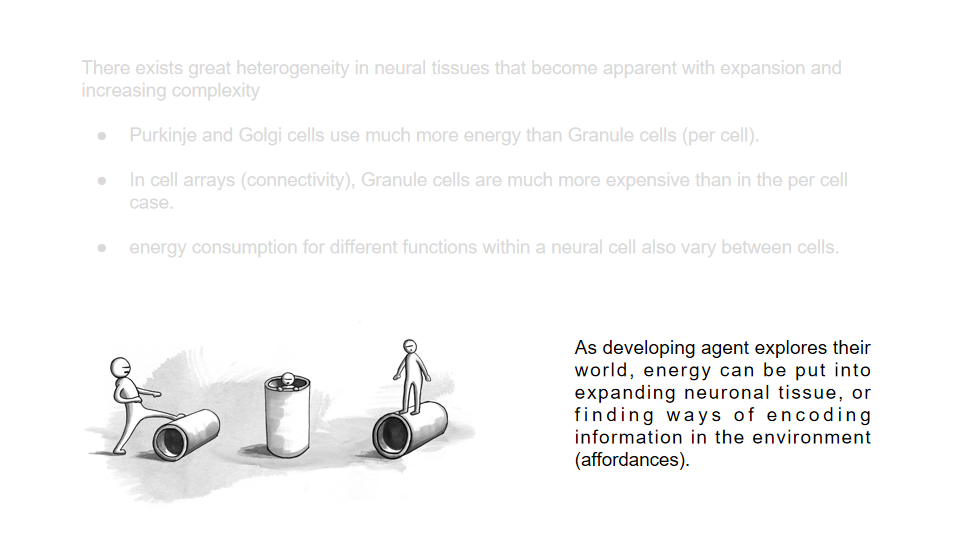 There exists great heterogeneity in neural tissues that become apparent with expansion and
increasing complexity
● Purkinje and Golgi cells use much more energy than Granule cells (per cell).
● In cell arrays (connectivity), Granule cells are much more expensive than in the per cell
case.
● energy consumption for different functions within a neural cell also vary between cells.
As developing agent explores their
world, energy can be put into
expanding neuronal tissue, or
finding ways of encoding
information in the environment
(affordances).